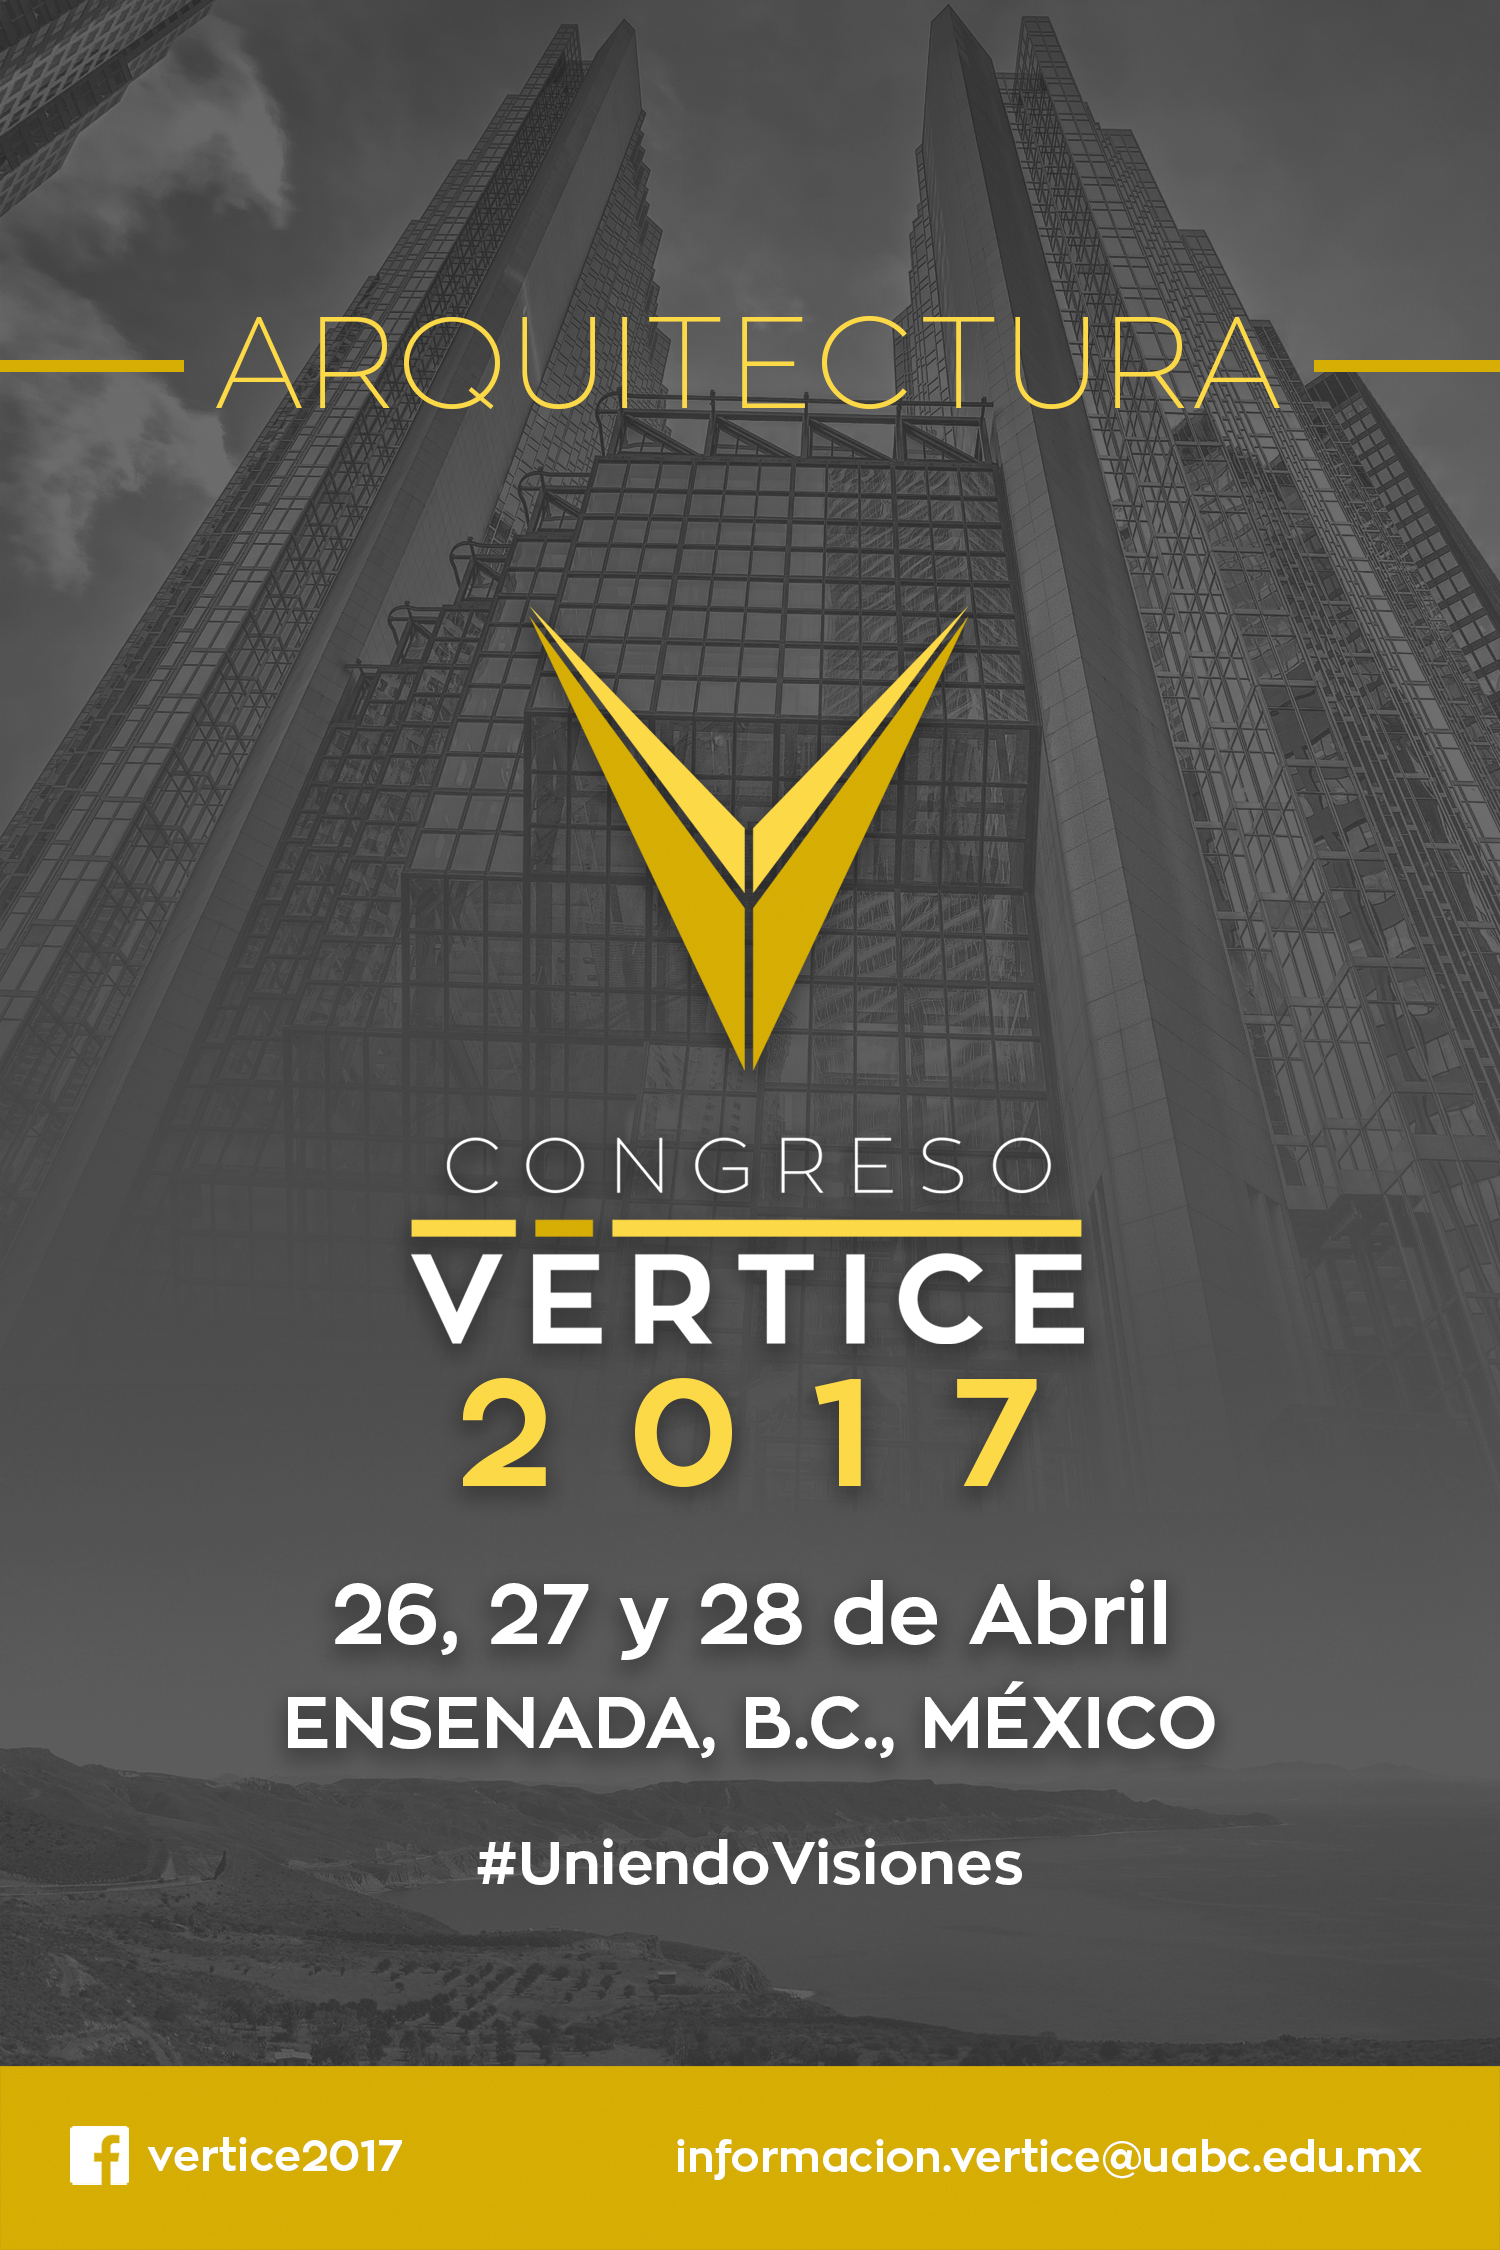 ARQUITECTURA
CONGRESO
VERTICE
2017
26, 27 y 28 de Abril
ENSENADA, B.C., MÉXICO
#UniendoVisiones
vertice2017
informacion.vertice@uabc.edu.mx